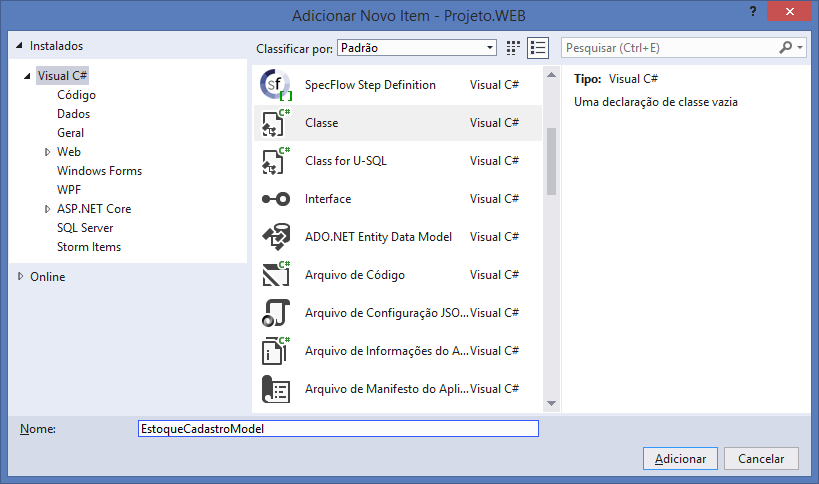 Adicionar Novo Item - Projeto.WEB
?
Instalados
Classificar por: Padrão
Pesquisar (Ctrl+E)
Visual C#
Código
Dados
Geral
Web
Windows Forms
WPF
ASP.NET Core
SQL Server
Storm Items
Online
sf
[]
SpecFlow Step Definition Visual C#
C#
Classe Visual C#
C#
Class for U-SQL Visual C#
Interface Visual C#
ADO.NET Entity Data Model Visual C#
C#
Arquivo de Código Visual C#
Arquivo de Configuração JSO... Visual C#
Arquivo de Informações do A... Visual C#
Arquivo de Manifesto do Apli... Visual C#
Tipo: Visual C#
Uma declaração de classe vazia
Nome: EstoqueCadastroModel
Adicionar Cancelar